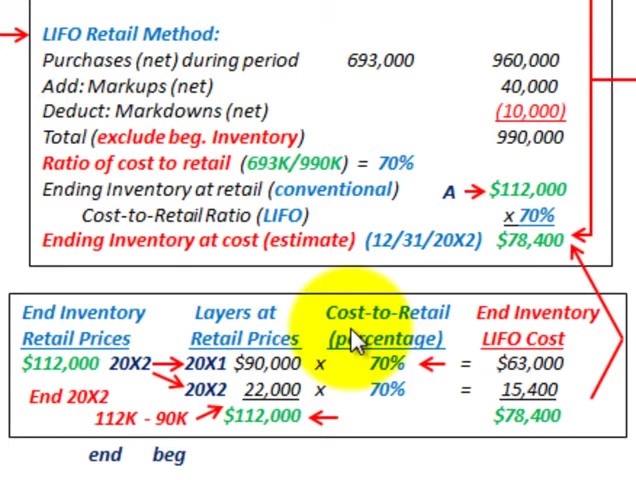 LIFO Retail Method:
Purchases (net) during period 693,000 960,000
Add: Markups (net) 40,000
Deduct: Markdowns (net) (10,000)
Total (exclude beg. Inventory) 990,000
Ratio of cost to retail (693K/990K) = 70%
Ending Inventory at retail (conventional) A $112,000
Cost-to-Retail Ratio (LIFO) x 70%
Ending Inventory at cost (estimate) (12/31/20X2) $78,400
End Inventory Layers at Cost-to-Retail End Inventory
Retail Prices Retail Prices (percentage) LIFO Cost
$112,000 20X2 20X1 $90,000 x 70% = $63,000
End 20X2 20X2 22,000 x 70% = 15,400
112K - 90K $112,000 $78,400
end beg